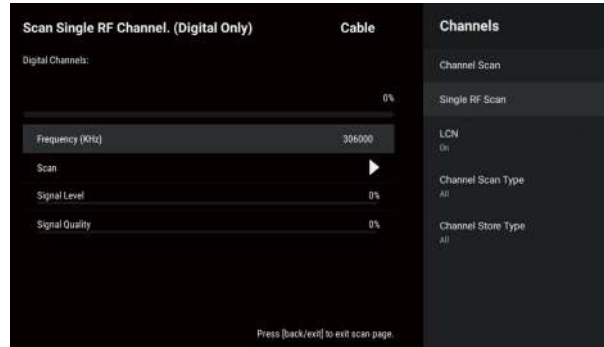 Scan Single RF Channel. (Digital Only) Cable
Digital Channels:
0%
Frequency (KHz) 306000
Scan
Signal Level 0%
Signal Quality 0%
Press [back/exit] to exit scan page.
Channels
Channel Scan
Single RF Scan
LCN
On
Channel Scan Type
All
Channel Store Type
All